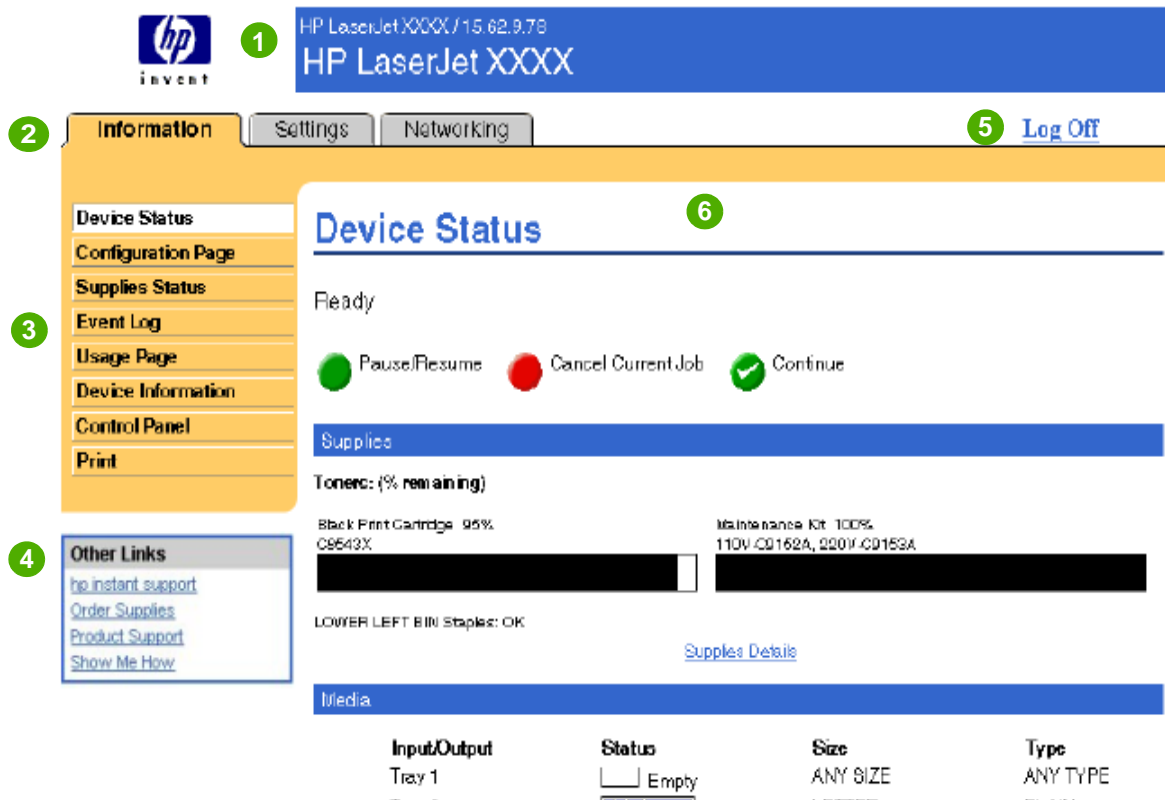 hp
invent
1
HP LaserJet XXXX / 15.62.9.78
HP LaserJet XXXX
2
Information
Settings
Networking
5
Log Off
Device Status
Configuration Page
Supplies Status
3
Event Log
Usage Page
Device Information
Control Panel
Print
4
Other Links
hp instant support
Order Supplies
Product Support
Show Me How
Device Status
6
Ready
Pause/Resume
Cancel Current Job
Continue
Supplies
Toners: (% remaining)
Black Print Cartridge 95%
C8543X
Maintenance Kit 100%
110V-C9152A, 220V-C9153A
LOWER LEFT BIN Staples: OK
Supplies Details
Media
Input/Output Status Size Type
Tray 1 Empty ANY SIZE ANY TYPE